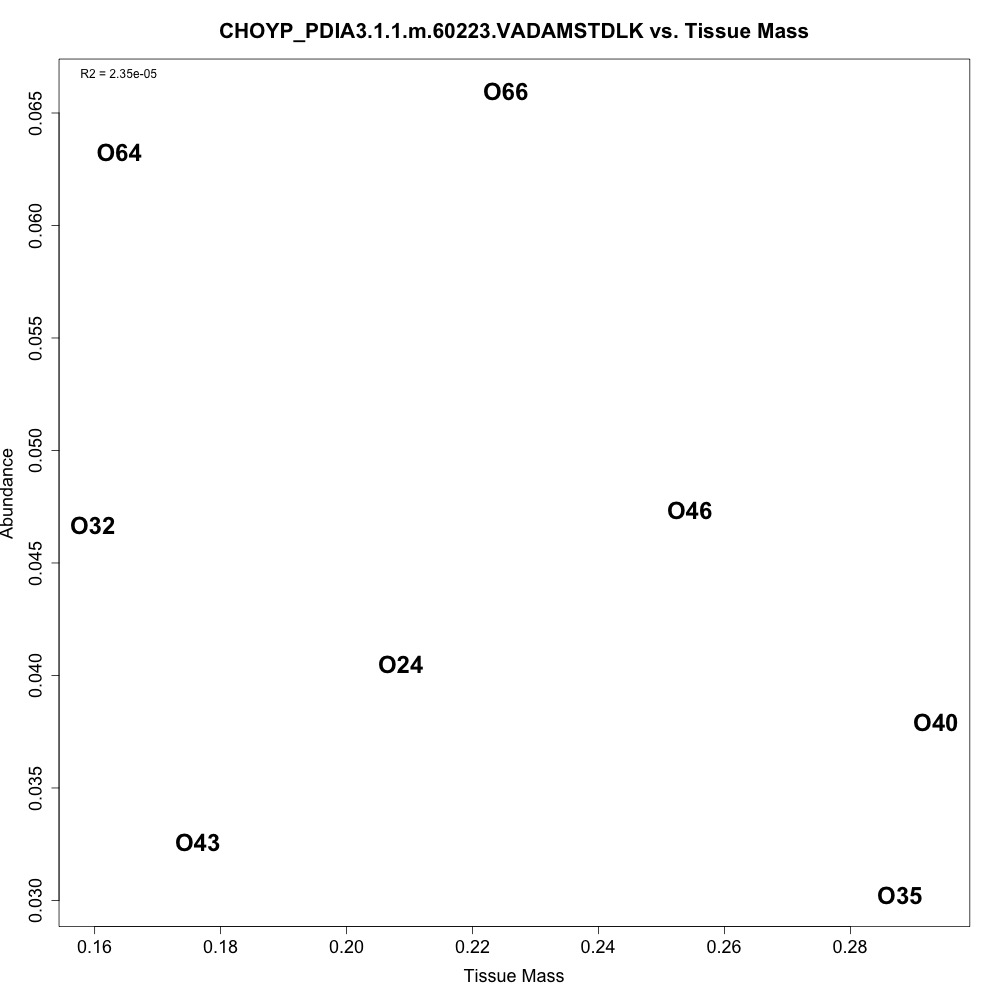 CHOYP_PDIA3.1.1.m.60223.VADAMSTDLK vs. Tissue Mass
R2 = 2.35e-05
O66
O64
O32
O46
O24
O40
O43
O35
0.065
0.060
0.055
0.050
0.045
0.040
0.035
0.030
Abundance
0.16 0.18 0.20 0.22 0.24 0.26 0.28
Tissue Mass